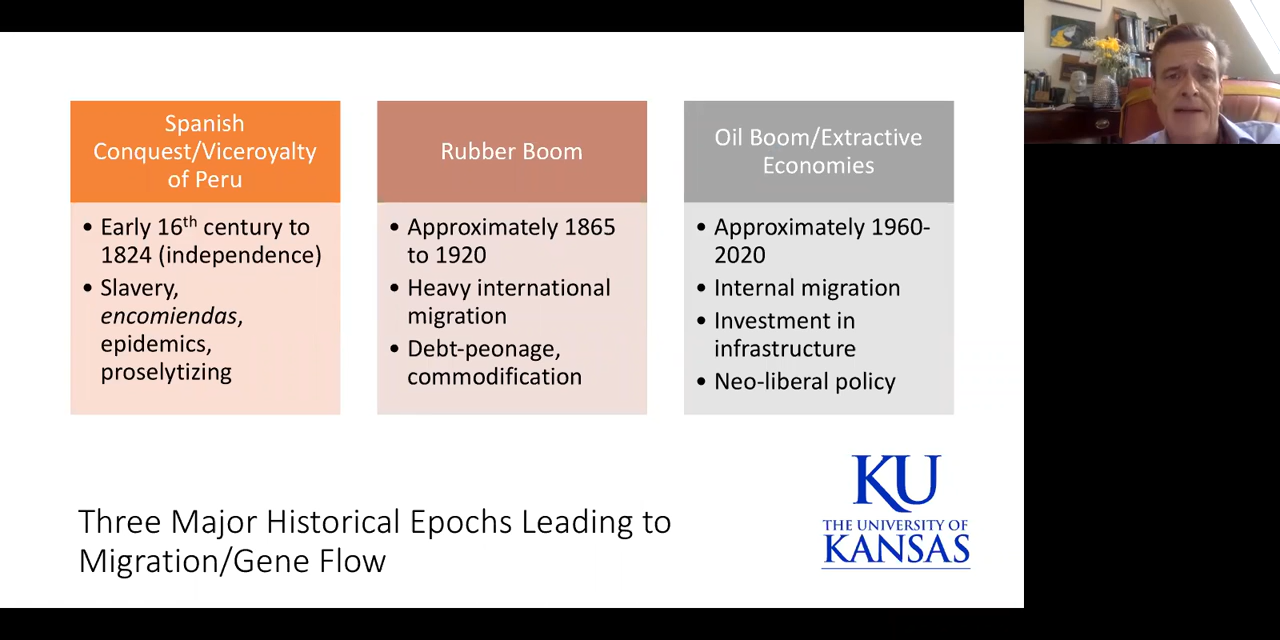 Spanish
Conquest/Viceroyalty
of Peru
• Early 16th century to
1824 (independence)
• Slavery,
encomiendas,
epidemics,
proselytizing
Rubber Boom
• Approximately 1865
to 1920
• Heavy international
migration
• Debt-peonage,
commodification
Oil Boom/Extractive
Economies
• Approximately 1960-
2020
• Internal migration
• Investment in
infrastructure
• Neo-liberal policy
Three Major Historical Epochs Leading to
Migration/Gene Flow
KU
THE UNIVERSITY OF
KANSAS